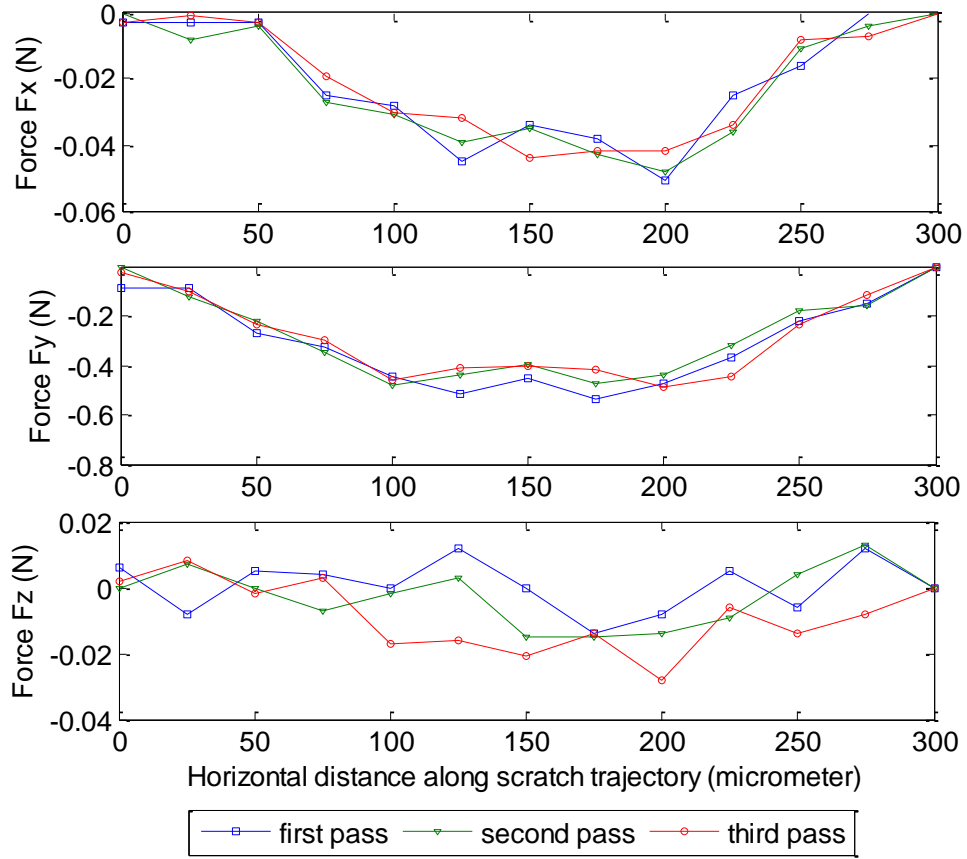 0
-0.02
-0.04
-0.06
Force Fx (N)
0 50 100 150 200 250 300
-0.2
-0.4
-0.6
-0.8
Force Fy (N)
0 50 100 150 200 250 300
0.02
0
-0.02
-0.04
Force Fz (N)
0 50 100 150 200 250 300
Horizontal distance along scratch trajectory (micrometer)
first pass second pass third pass